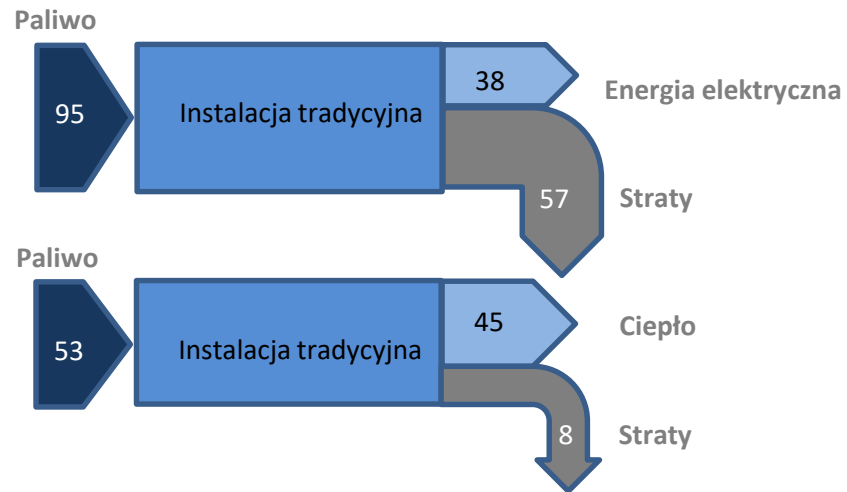 Paliwo
95
Instalacja tradycyjna
38
Energia elektryczna
57
Straty
Paliwo
53
Instalacja tradycyjna
45
Ciepło
8
Straty